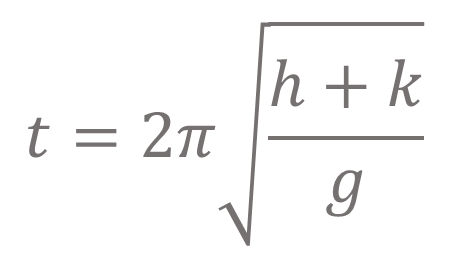 t = 2π√((h + k)/g)